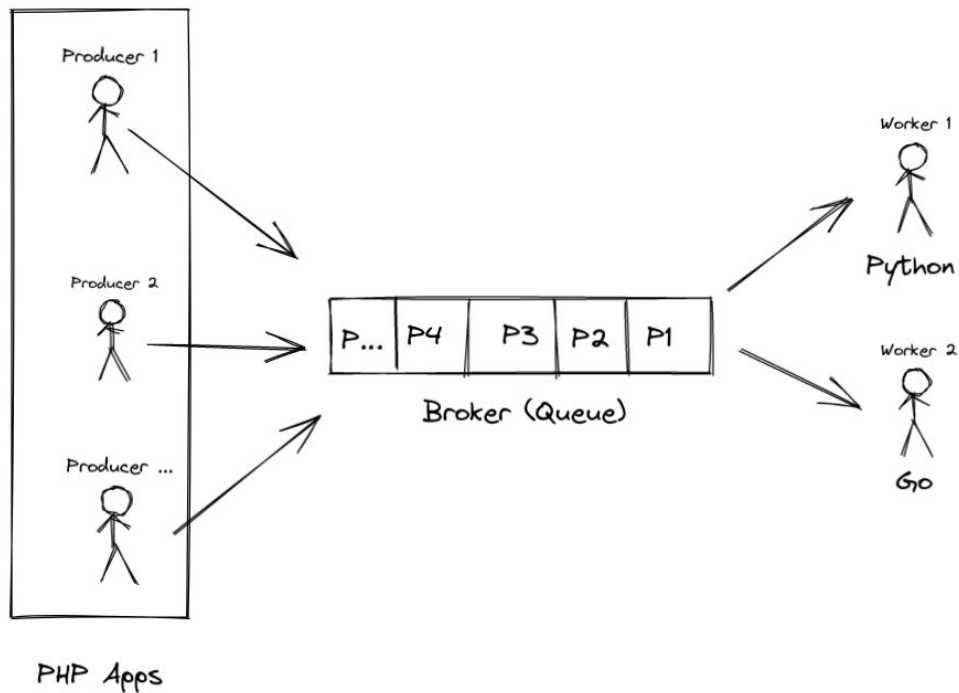 Producer 1
Producer 2
Producer ...
PHP Apps
P... P4 P3 P2 P1
Broker (Queue)
Worker 1
Python
Worker 2
Go